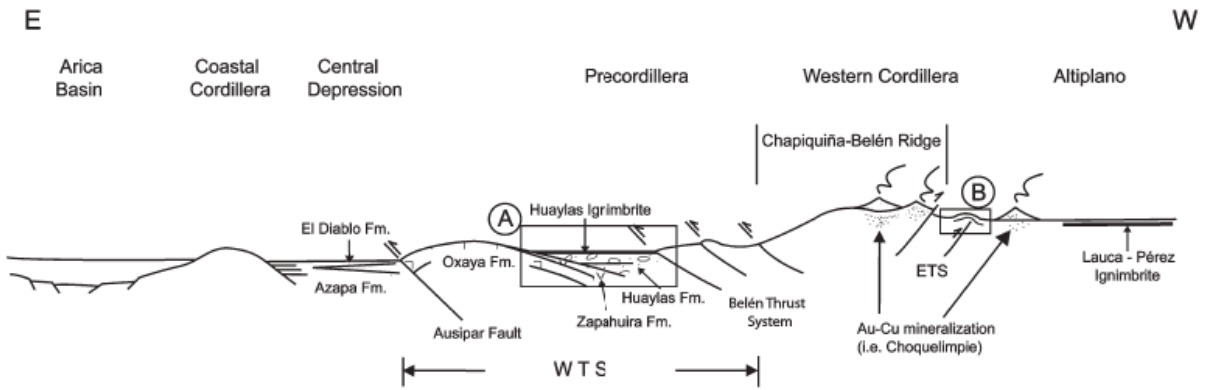 E
W
Arica
Basin
Coastal
Cordillera
Central
Depression
Precordillera
Western Cordillera
Altiplano
Chapiquiña-Belén Ridge
A
B
Huaylas Igrimbrite
El Diablo Fm.
Oxaya Fm.
Azapa Fm.
Huaylas Fm.
Zapahuira Fm.
Ausipar Fault
Belén Thrust
System
ETS
Lauca - Pérez
Ignimbrite
Au-Cu mineralization
(i.e. Choquelimpie)
W T S